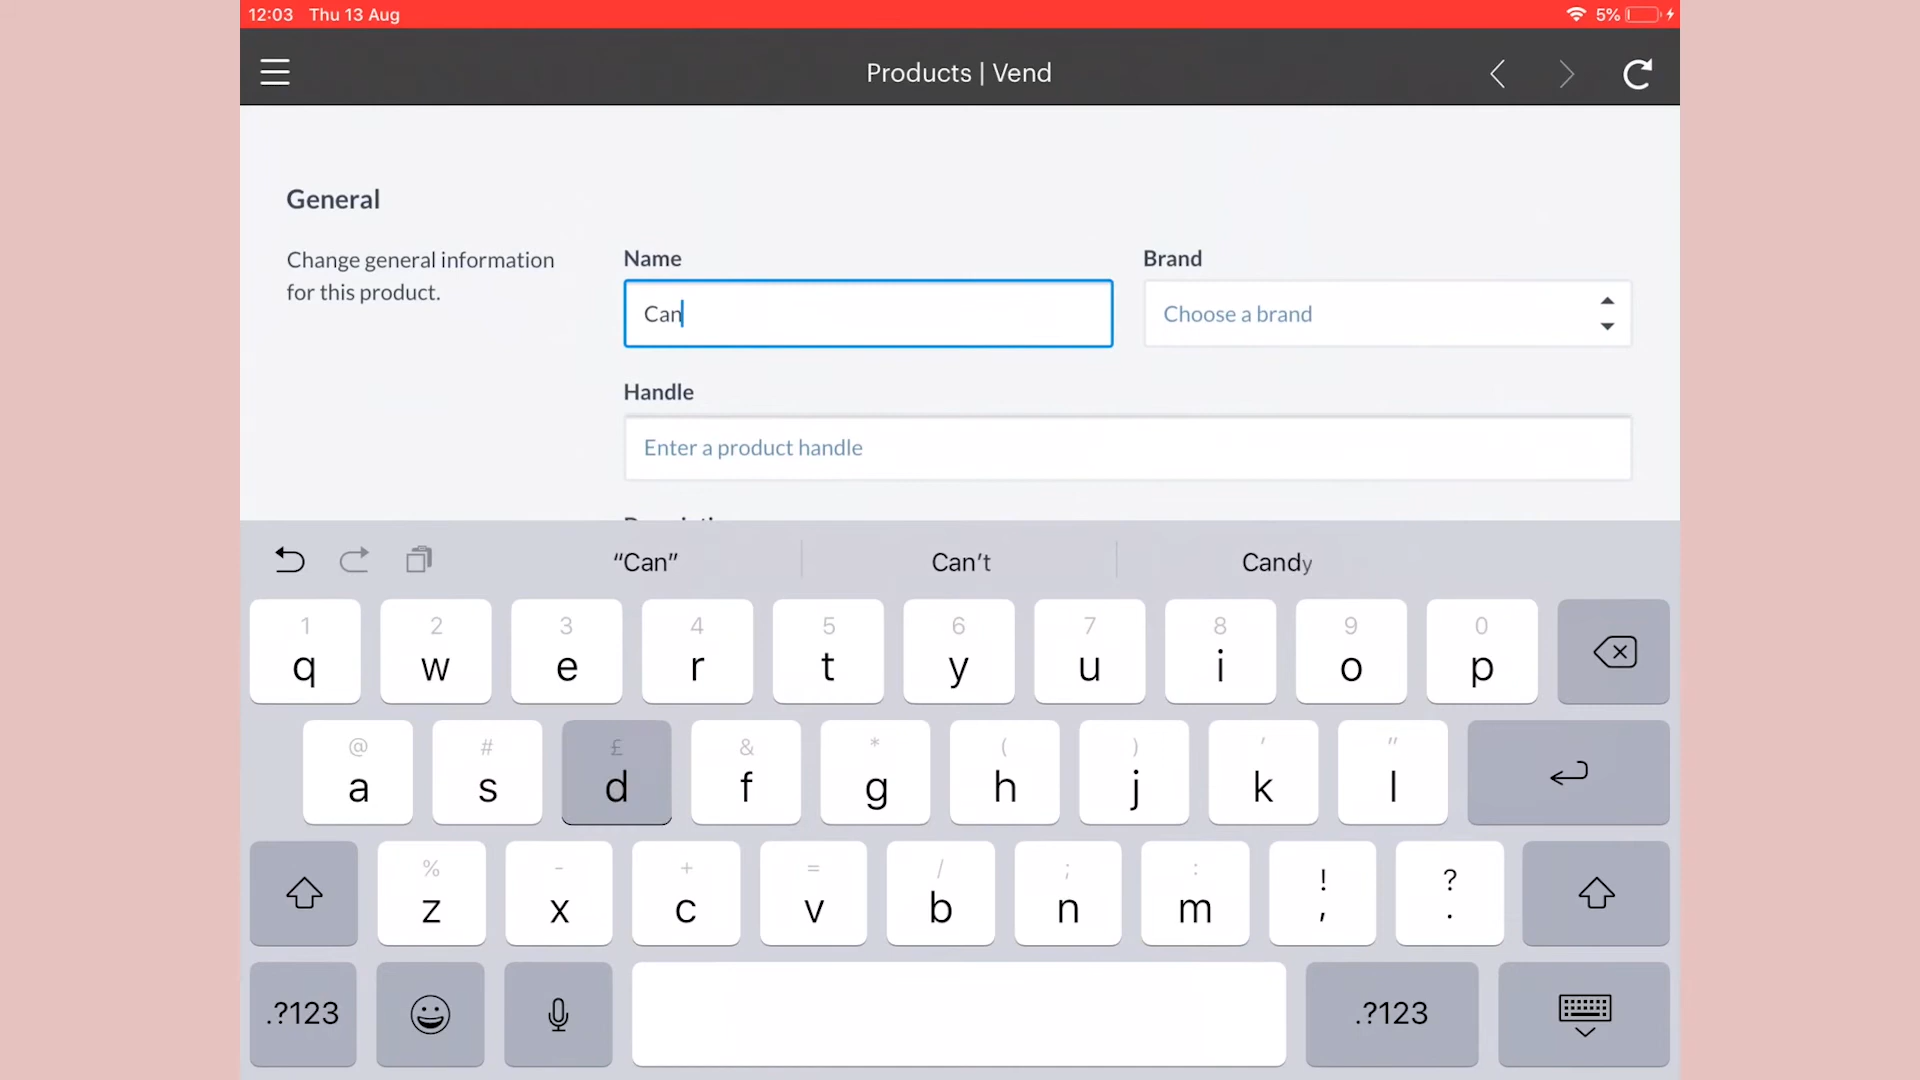 12:03 Thu 13 Aug 5%
Products | Vend
General
Change general information
for this product.
Name
Brand
Can
Choose a brand
Handle
Enter a product handle
“Can” Can’t Candy
1 2 3 4 5 6 7 8 9 0
q w e r t y u i o p
@ # £ & * ( ) ' "
a s d f g h j k l
% - + = / ; : ! ?
z x c v b n m , .
.?123 .?123